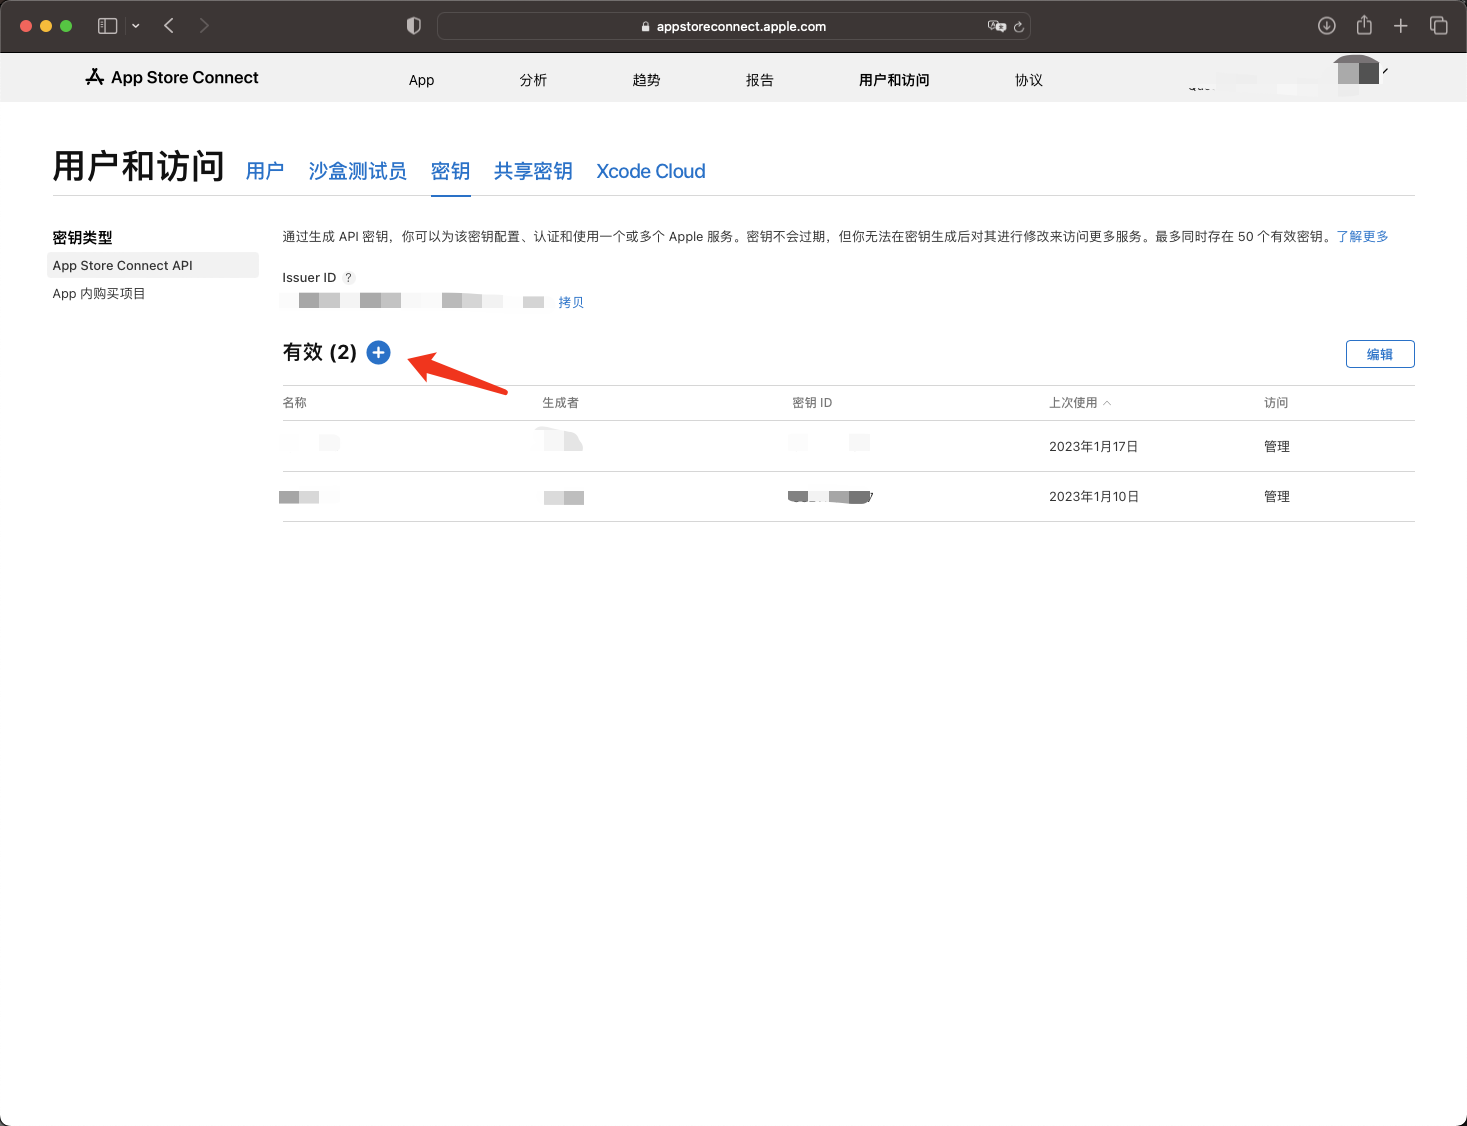 appstoreconnect.apple.com
App Store Connect App 分析 趋势 报告 用户和访问 协议
用户和访问 用户 沙盒测试员 密钥 共享密钥 Xcode Cloud
密钥类型
App Store Connect API
App 内购买项目
通过生成 API 密钥，你可以为该密钥配置、认证和使用一个或多个 Apple 服务。密钥不会过期，但你无法在密钥生成后对其进行修改来访问更多服务。最多同时存在 50 个有效密钥。了解更多
Issuer ID ?
拷贝
有效 (2)
编辑
名称 生成者 密钥 ID 上次使用 访问
2023年1月17日 管理
2023年1月10日 管理